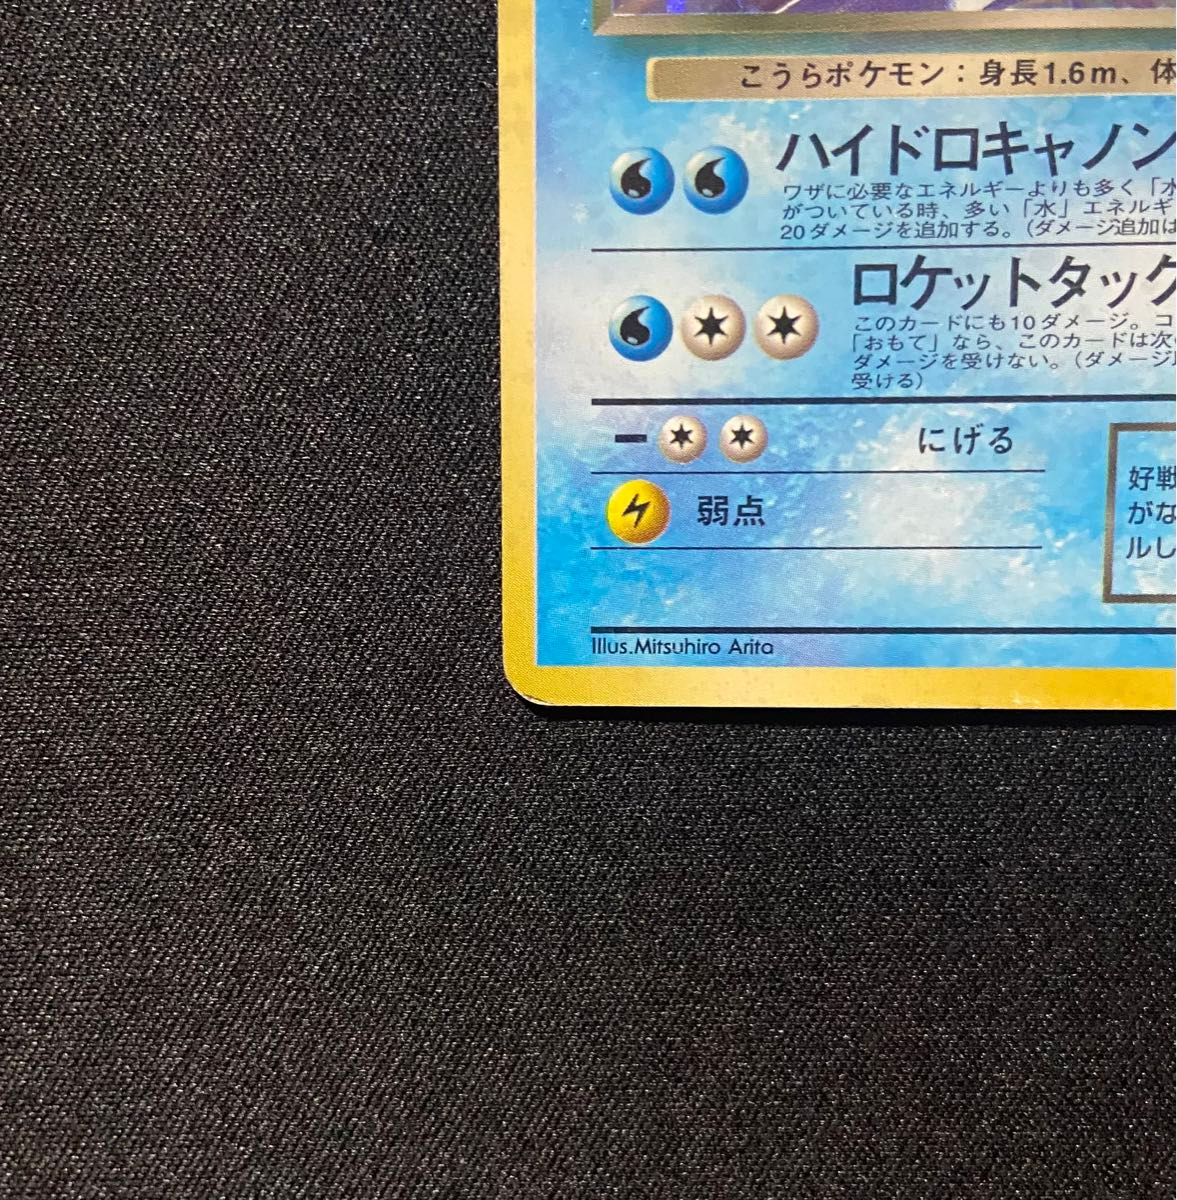 こうらポケモン：身長1.6m、体
ハイドロキャノン
ワザに必要なエネルギーよりも多く「水
がついている時、多い「水」エネルギ
20ダメージを追加する。（ダメージ追加は
ロケットタック
このカードにも10ダメージ。コ
「おもて」なら、このカードは次
ダメージを受けない。（ダメージ
受ける）
にげる
弱点
好戦
がな
ルし
Illus.Mitsuhiro Arita